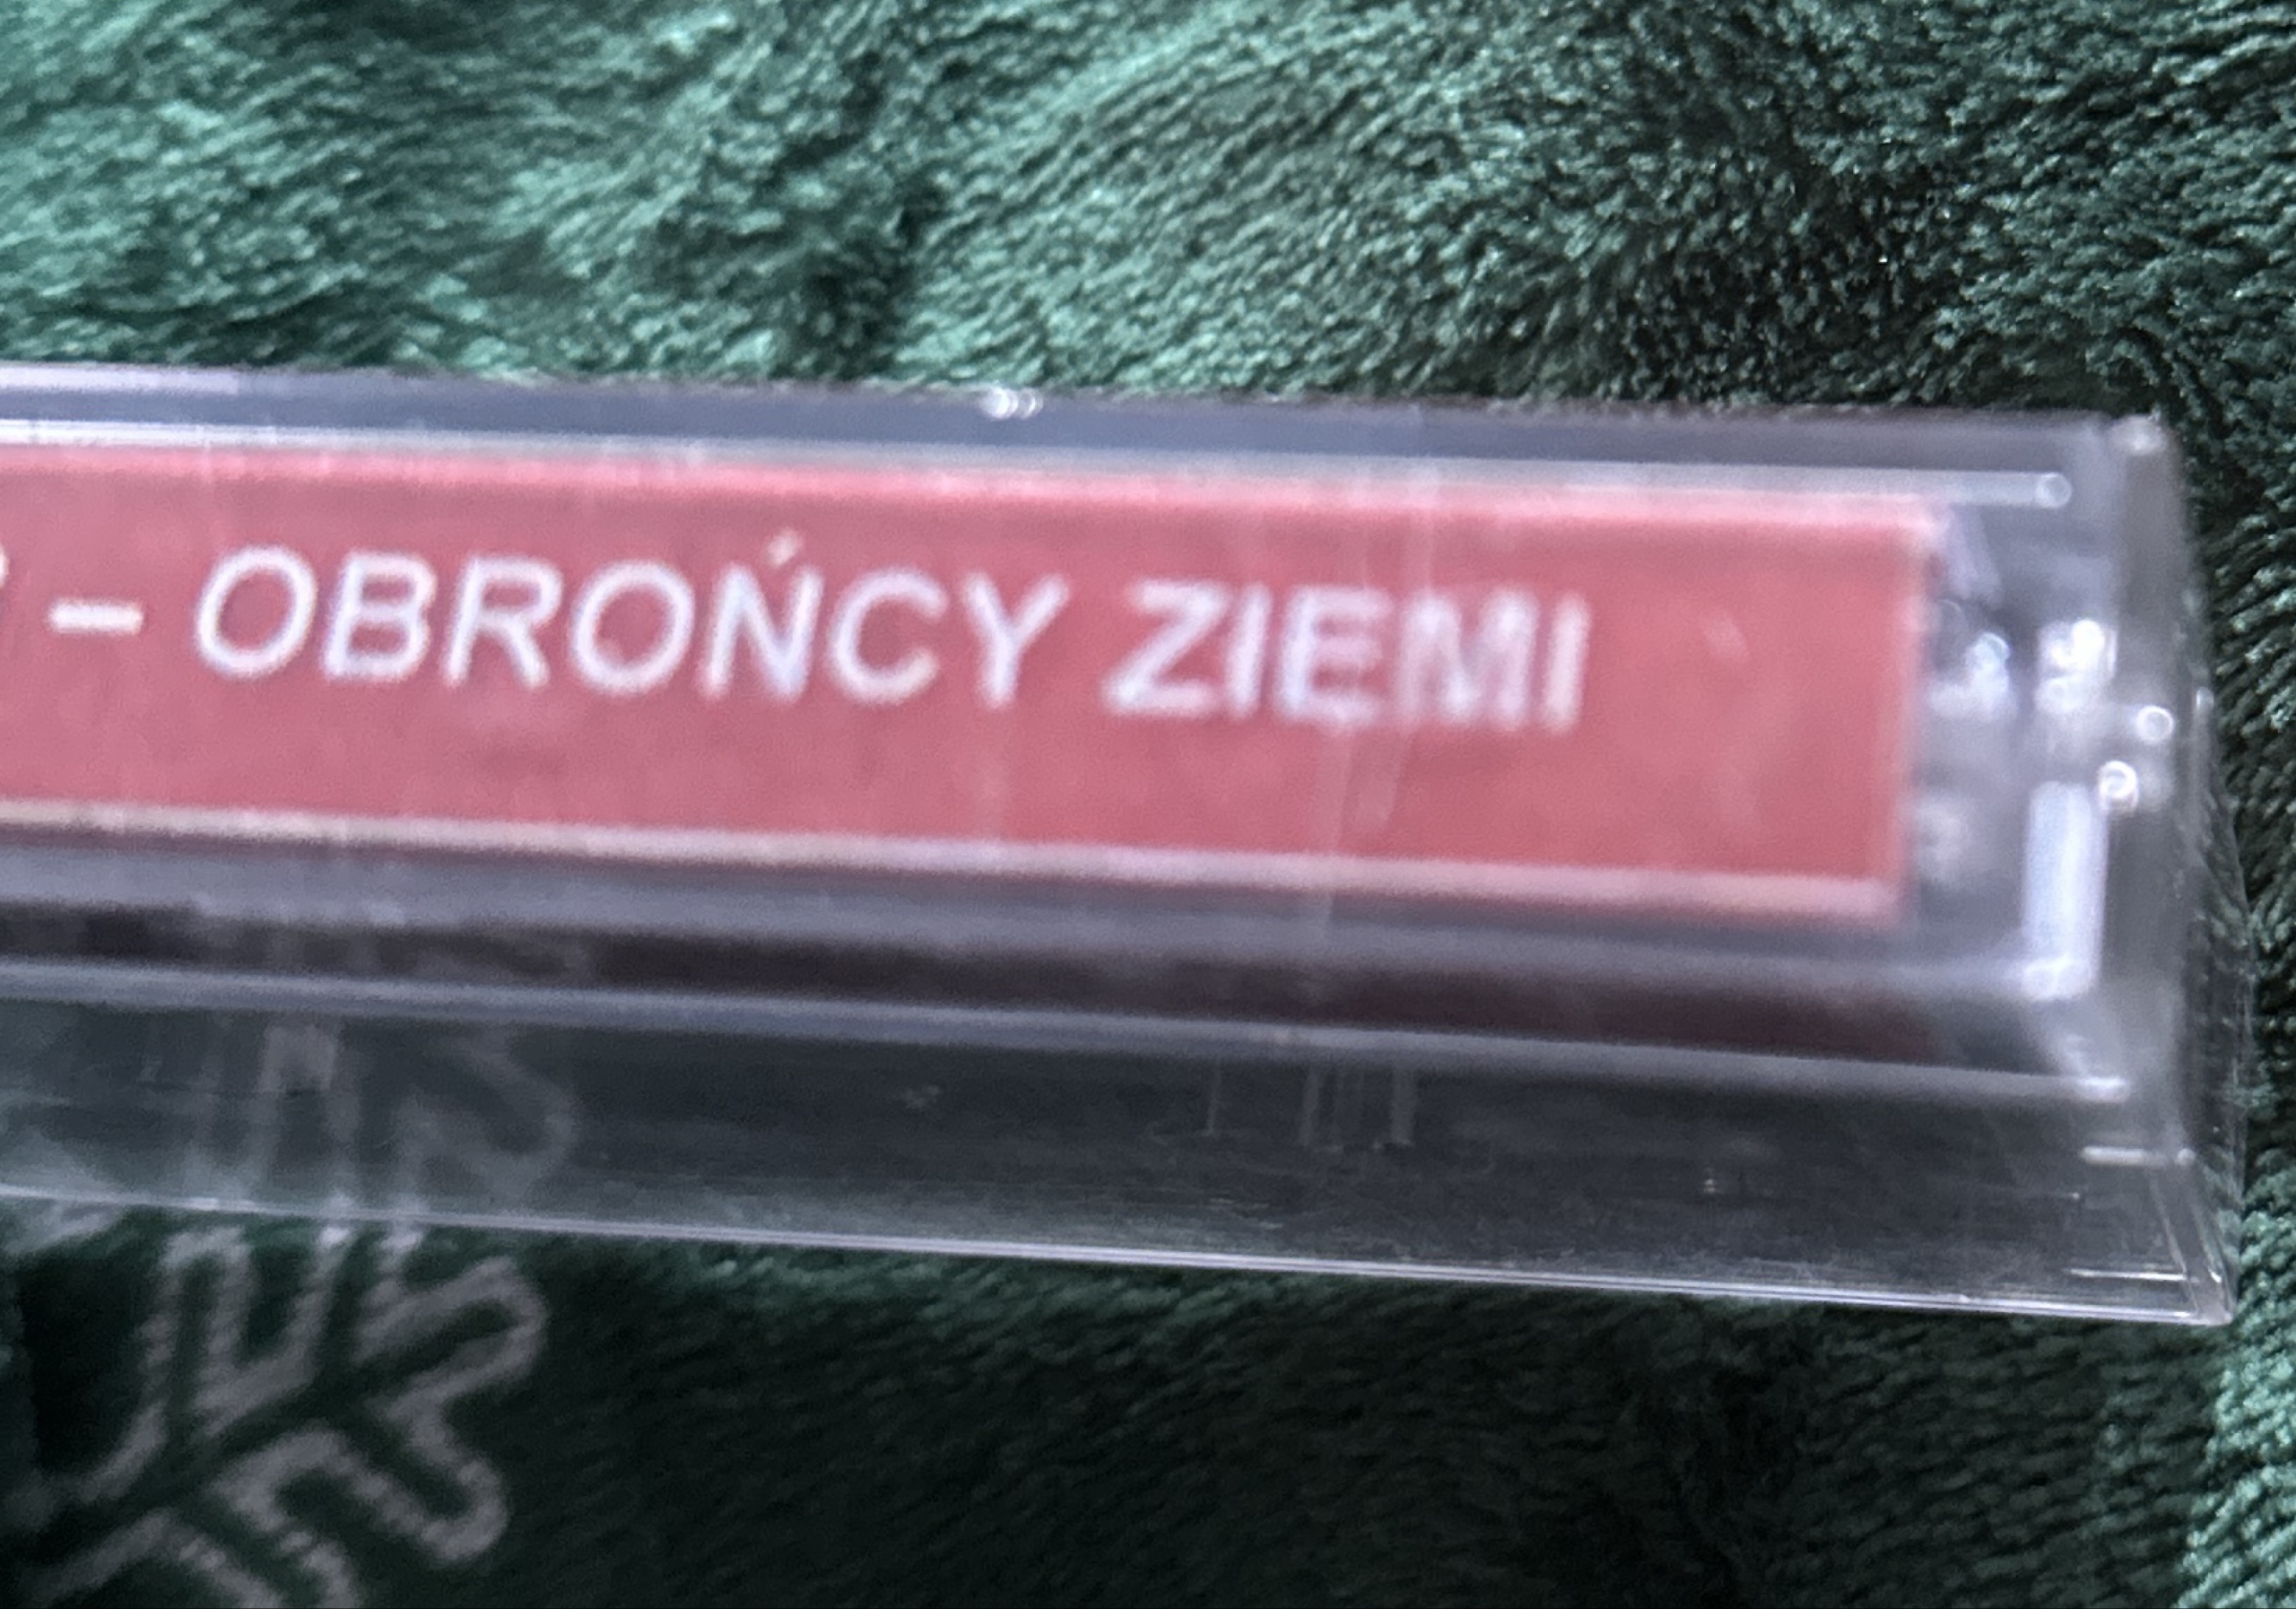 – OBROŃCY ZIEMI